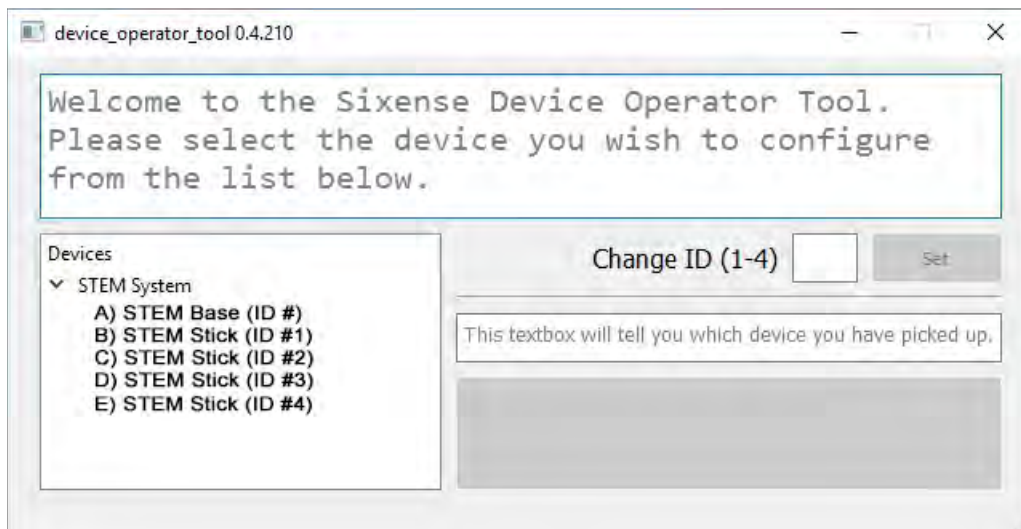 device_operator_tool 0.4.210
Welcome to the Sixense Device Operator Tool.
Please select the device you wish to configure
from the list below.
Devices
STEM System
A) STEM Base (ID #)
B) STEM Stick (ID #1)
C) STEM Stick (ID #2)
D) STEM Stick (ID #3)
E) STEM Stick (ID #4)
Change ID (1-4)
Set
This textbox will tell you which device you have picked up.